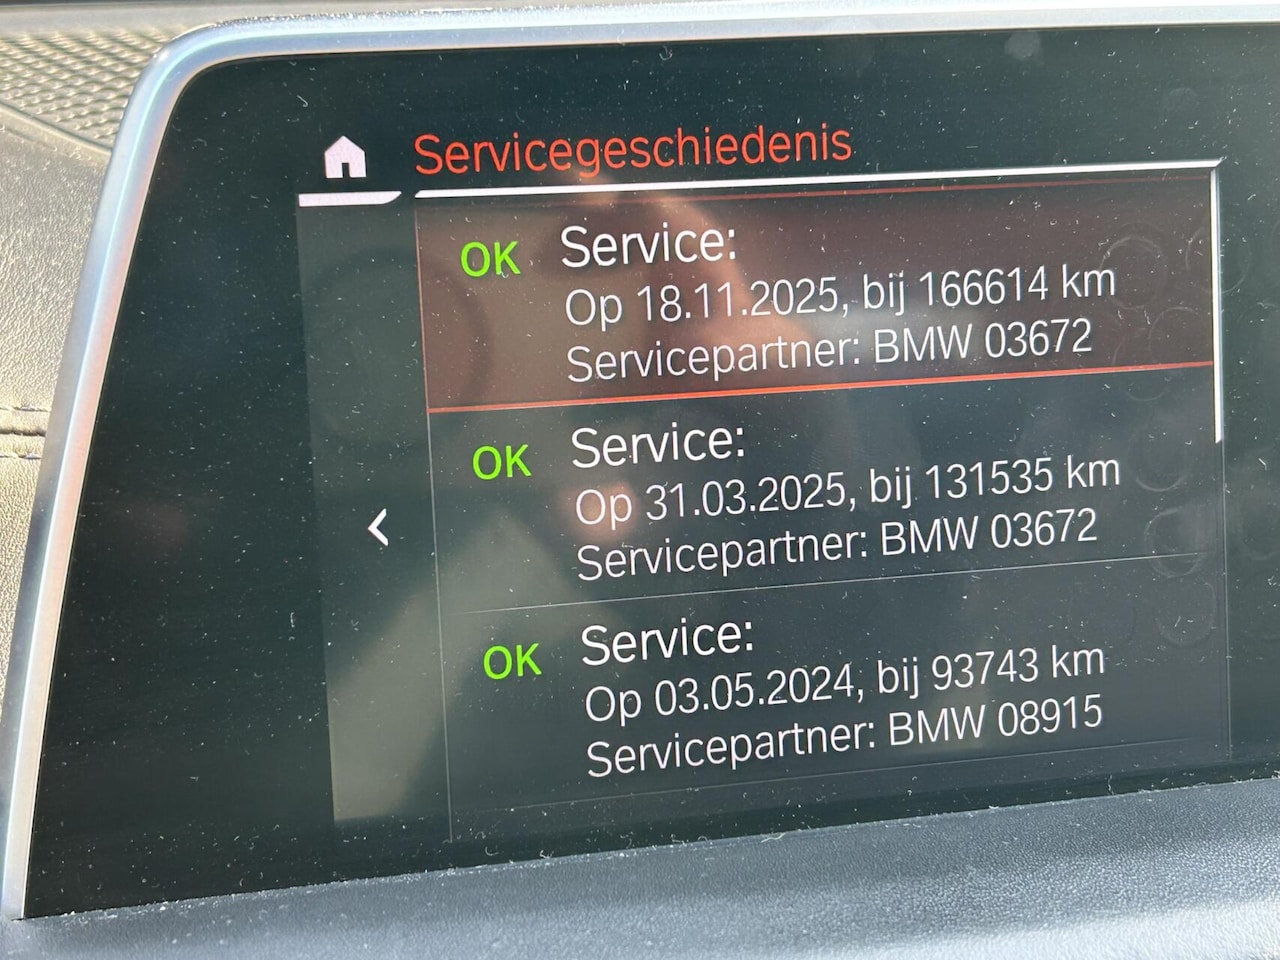 Servicegeschiedenis
OK Service:
Op 18.11.2025, bij 166614 km
Servicepartner: BMW 03672
OK Service:
Op 31.03.2025, bij 131535 km
Servicepartner: BMW 03672
OK Service:
Op 03.05.2024, bij 93743 km
Servicepartner: BMW 08915